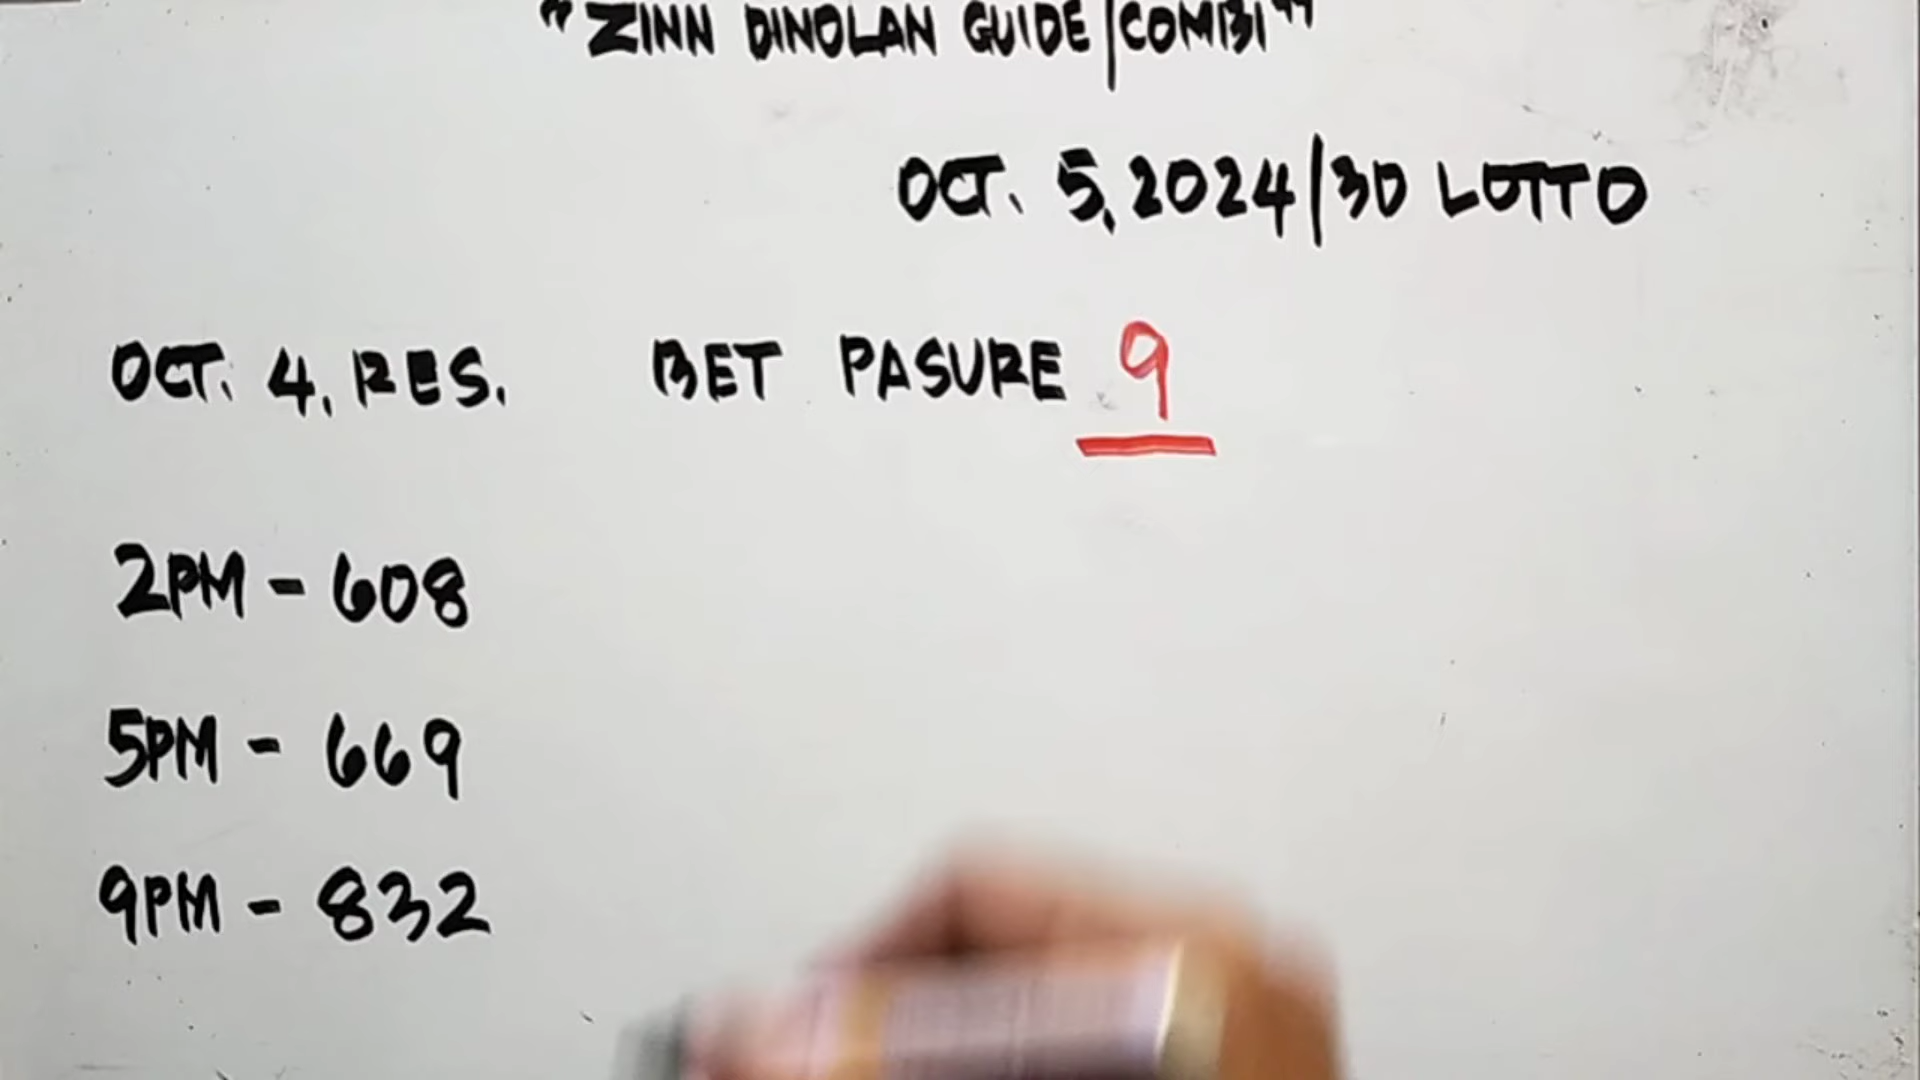 "ZINN DINOLAN GUIDE/COMBI"
OCT. 5, 2024/3D LOTTO
OCT. 4, RES. BET PASURE 9
2PM - 608
5PM - 669
9PM - 832